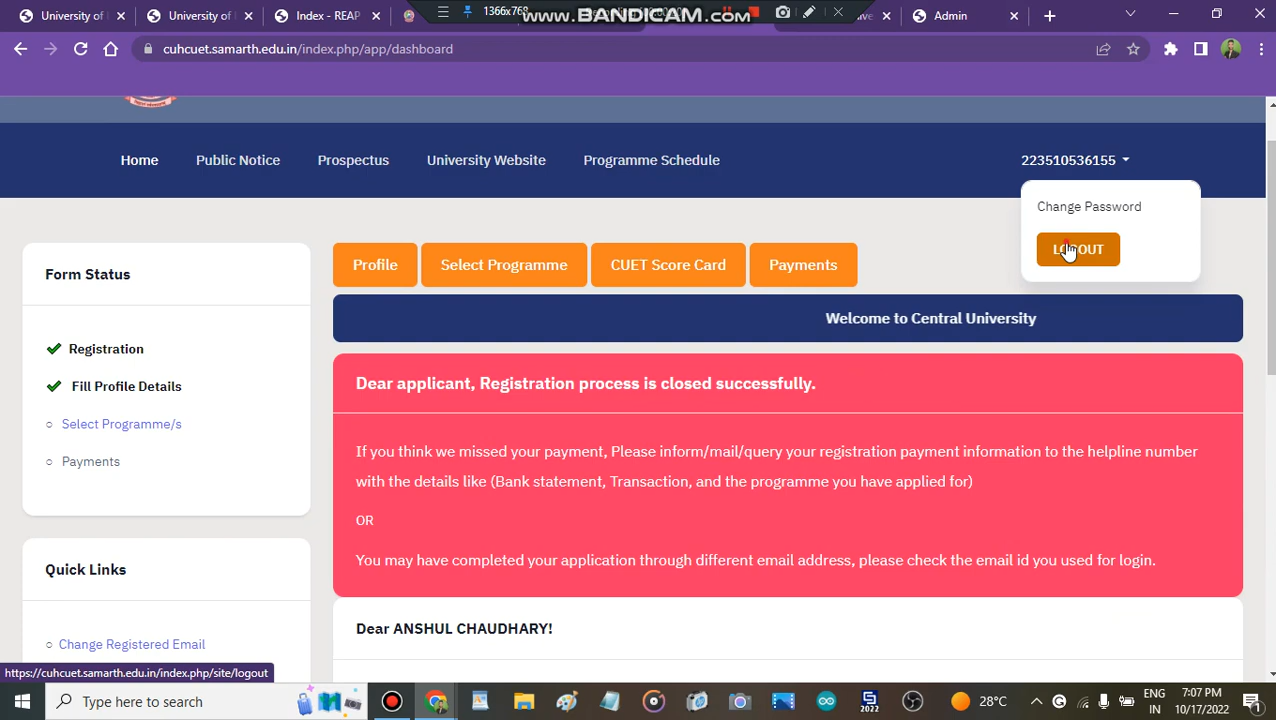 University of
University of
Index - REAP
1366x768
www.BANDICAM.com
Admin
cuhcuet.samarth.edu.in/index.php/app/dashboard
Home
Public Notice
Prospectus
University Website
Programme Schedule
223510536155
Change Password
LOGOUT
Profile
Select Programme
CUET Score Card
Payments
Welcome to Central University
Form Status
Registration
Fill Profile Details
Select Programme/s
Payments
Dear applicant, Registration process is closed successfully.
If you think we missed your payment, Please inform/mail/query your registration payment information to the helpline number
with the details like (Bank statement, Transaction, and the programme you have applied for)
OR
You may have completed your application through different email address, please check the email id you used for login.
Quick Links
Change Registered Email
Dear ANSHUL CHAUDHARY!
https://cuhcuet.samarth.edu.in/index.php/site/logout
Type here to search
2022
28°C
ENG
IN
7:07 PM
10/17/2022
1